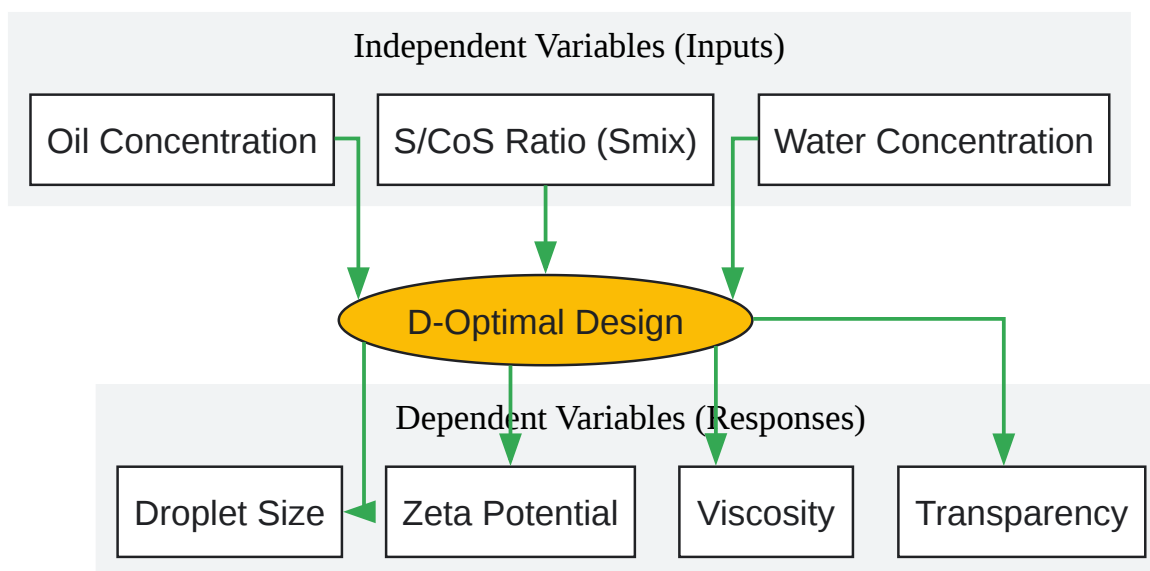 Independent Variables (Inputs)
Oil Concentration
S/CoS Ratio (Smix)
Water Concentration
D-Optimal Design
Dependent Variables (Responses)
Droplet Size
Zeta Potential
Viscosity
Transparency